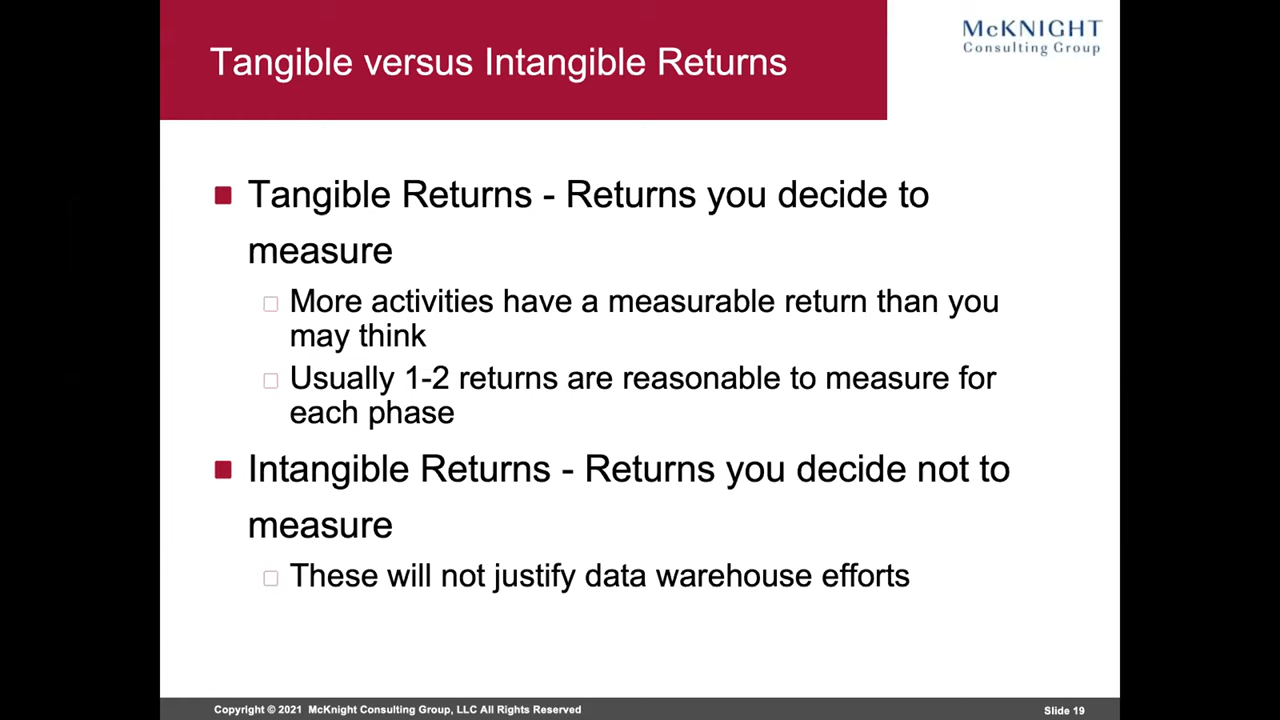 Tangible versus Intangible Returns
McKNIGHT
Consulting Group
Tangible Returns - Returns you decide to
measure
More activities have a measurable return than you
may think
Usually 1-2 returns are reasonable to measure for
each phase
Intangible Returns - Returns you decide not to
measure
These will not justify data warehouse efforts
Copyright © 2021 McKnight Consulting Group, LLC All Rights Reserved
Slide 19